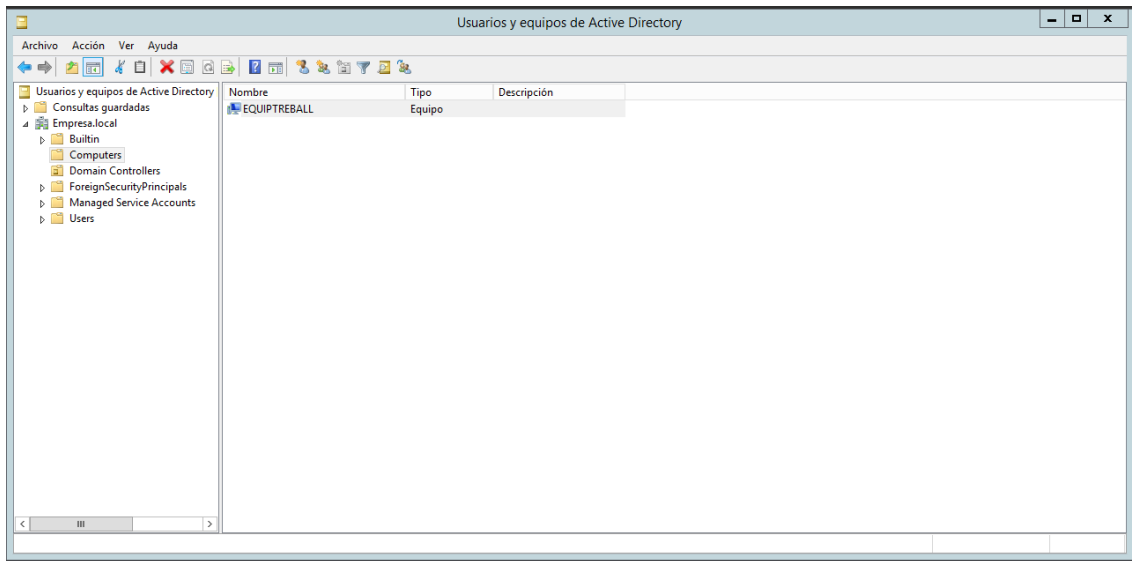 Usuarios y equipos de Active Directory
Archivo Acción Ver Ayuda
Usuarios y equipos de Active Directory
Consultas guardadas
Empresa.local
Builtin
Computers
Domain Controllers
ForeignSecurityPrincipals
Managed Service Accounts
Users
Nombre Tipo Descripción
EQUIPTREBALL Equipo